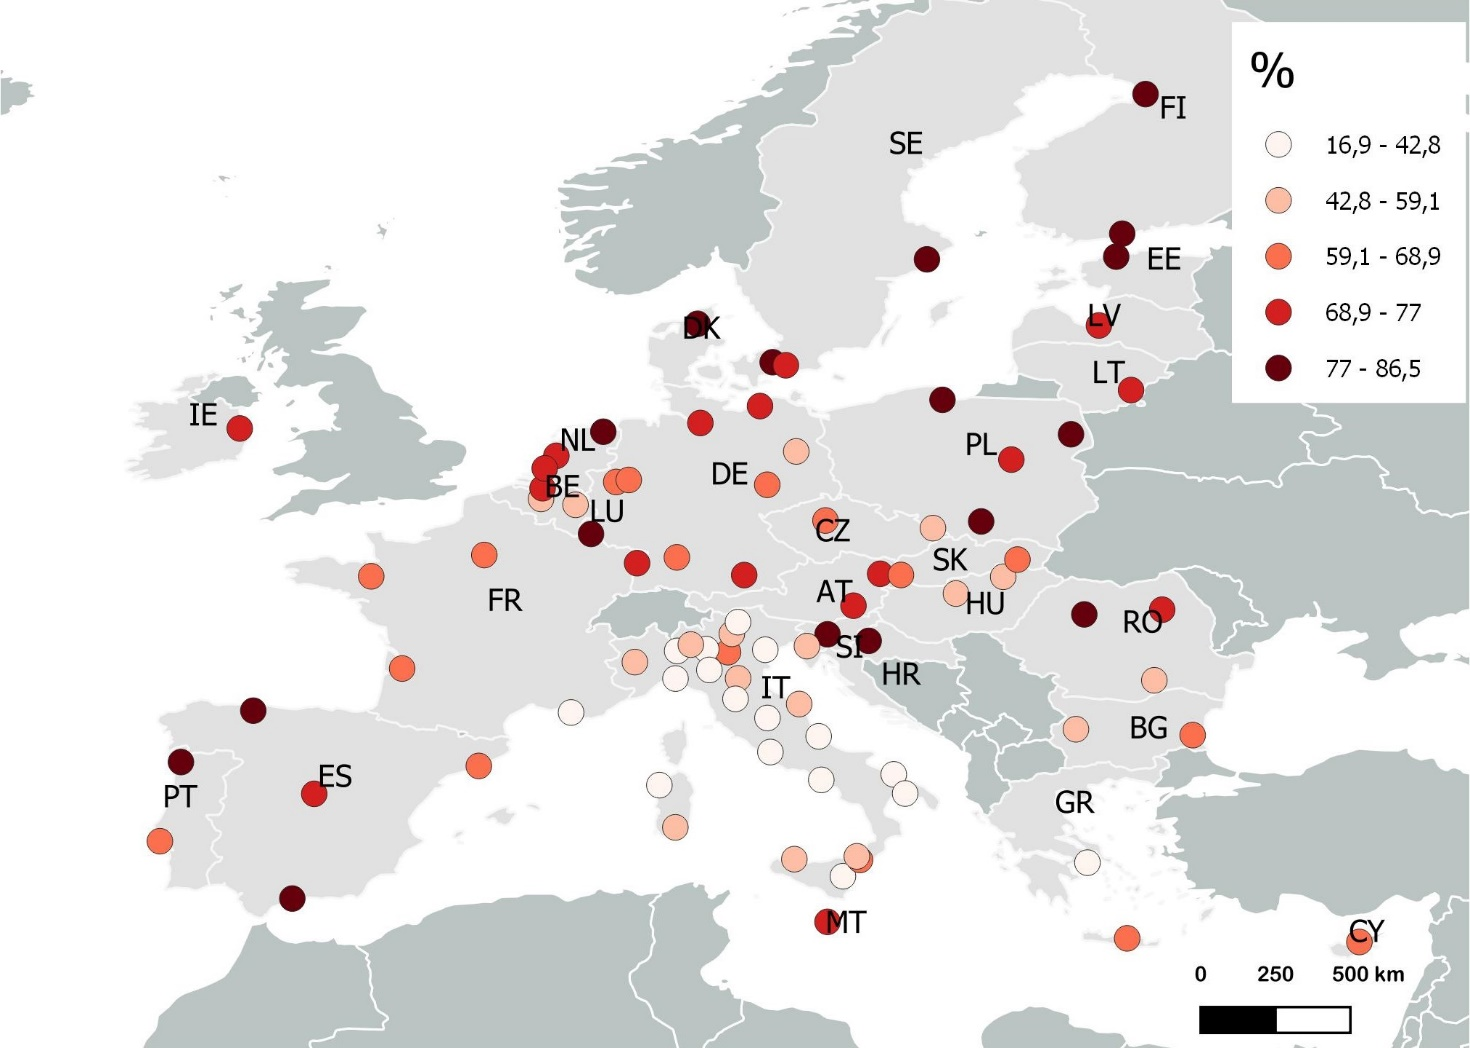 %
16,9 - 42,8
42,8 - 59,1
59,1 - 68,9
68,9 - 77
77 - 86,5
FI
SE
EE
LV
DK
LT
IE
NL
PL
DE
BE
LU
CZ
SK
FR
AT
HU
RO
SI
HR
IT
BG
ES
PT
GR
MT
CY
0 250 500 km